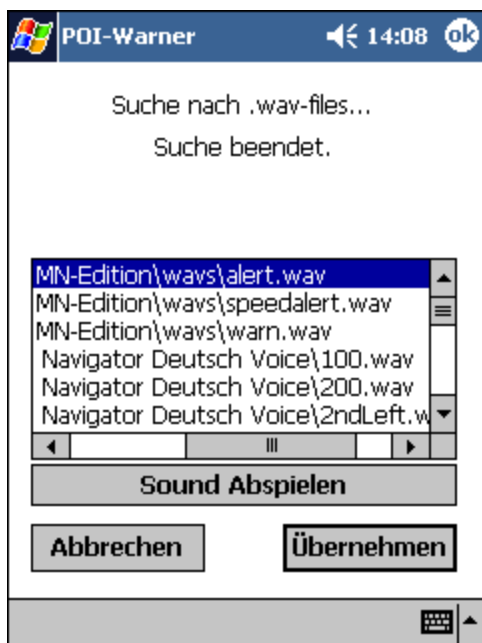 POI-Warner 14:08 ok
Suche nach .wav-files...
Suche beendet.
MN-Edition\wavs\alert.wav
MN-Edition\wavs\speedalert.wav
MN-Edition\wavs\warn.wav
Navigator Deutsch Voice\100.wav
Navigator Deutsch Voice\200.wav
Navigator Deutsch Voice\2ndLeft.w
Sound Abspielen
Abbrechen Übernehmen